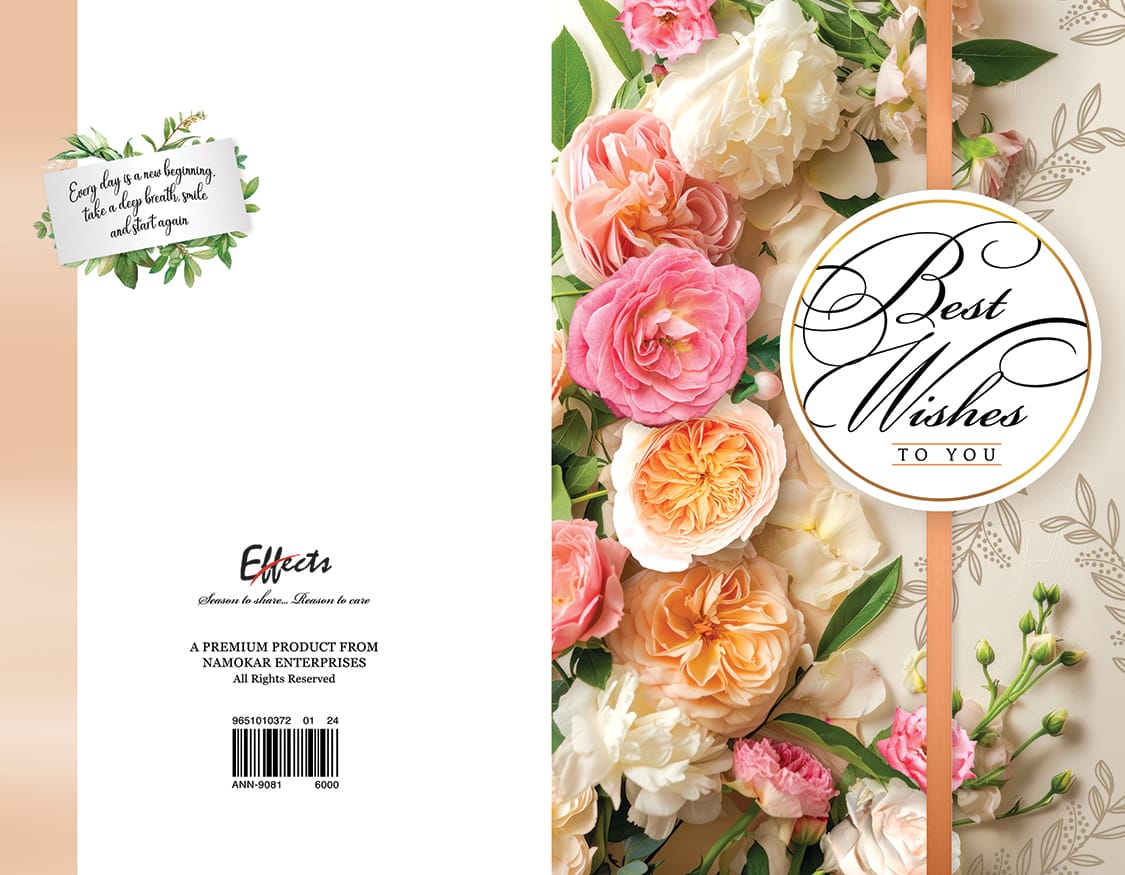 Every day is a new beginning,
take a deep breath, smile
and start again
Effects
Season to share... Reason to care
A PREMIUM PRODUCT FROM
NAMOKAR ENTERPRISES
All Rights Reserved
9651010372 01 24
ANN-9081 6000
Best
Wishes
TO YOU